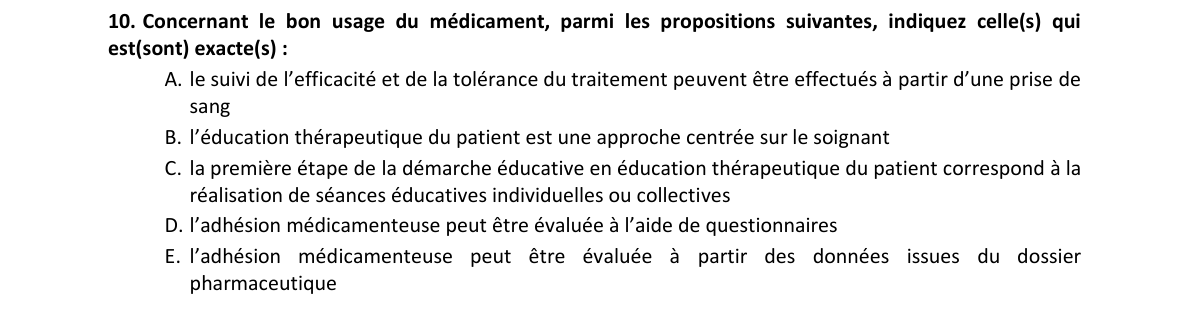 10. Concernant le bon usage du médicament, parmi les propositions suivantes, indiquez celle(s) qui
est(sont) exacte(s) :
A. le suivi de l’efficacité et de la tolérance du traitement peuvent être effectués à partir d’une prise de
sang
B. l’éducation thérapeutique du patient est une approche centrée sur le soignant
C. la première étape de la démarche éducative en éducation thérapeutique du patient correspond à la
réalisation de séances éducatives individuelles ou collectives
D. l’adhésion médicamenteuse peut être évaluée à l’aide de questionnaires
E. l’adhésion médicamenteuse peut être évaluée à partir des données issues du dossier
pharmaceutique